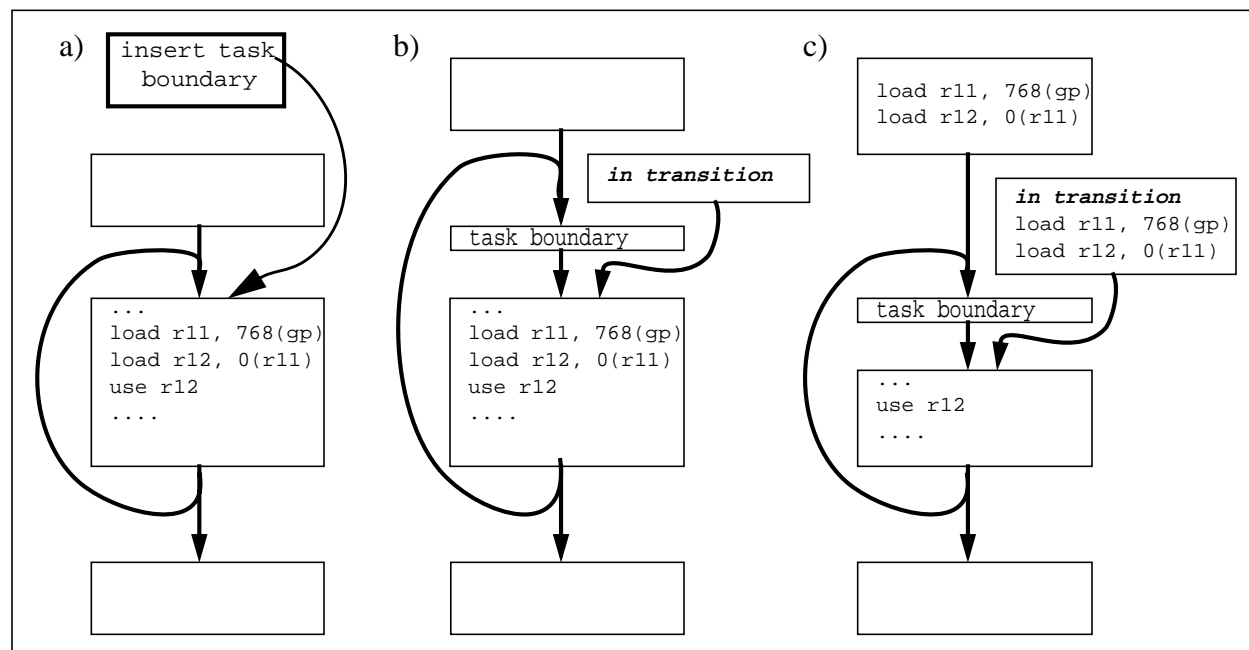 a)
insert task
boundary
...
load r11, 768(gp)
load r12, 0(r11)
use r12
....
b)
in transition
task boundary
...
load r11, 768(gp)
load r12, 0(r11)
use r12
....
c)
load r11, 768(gp)
load r12, 0(r11)
in transition
load r11, 768(gp)
load r12, 0(r11)
task boundary
...
use r12
....